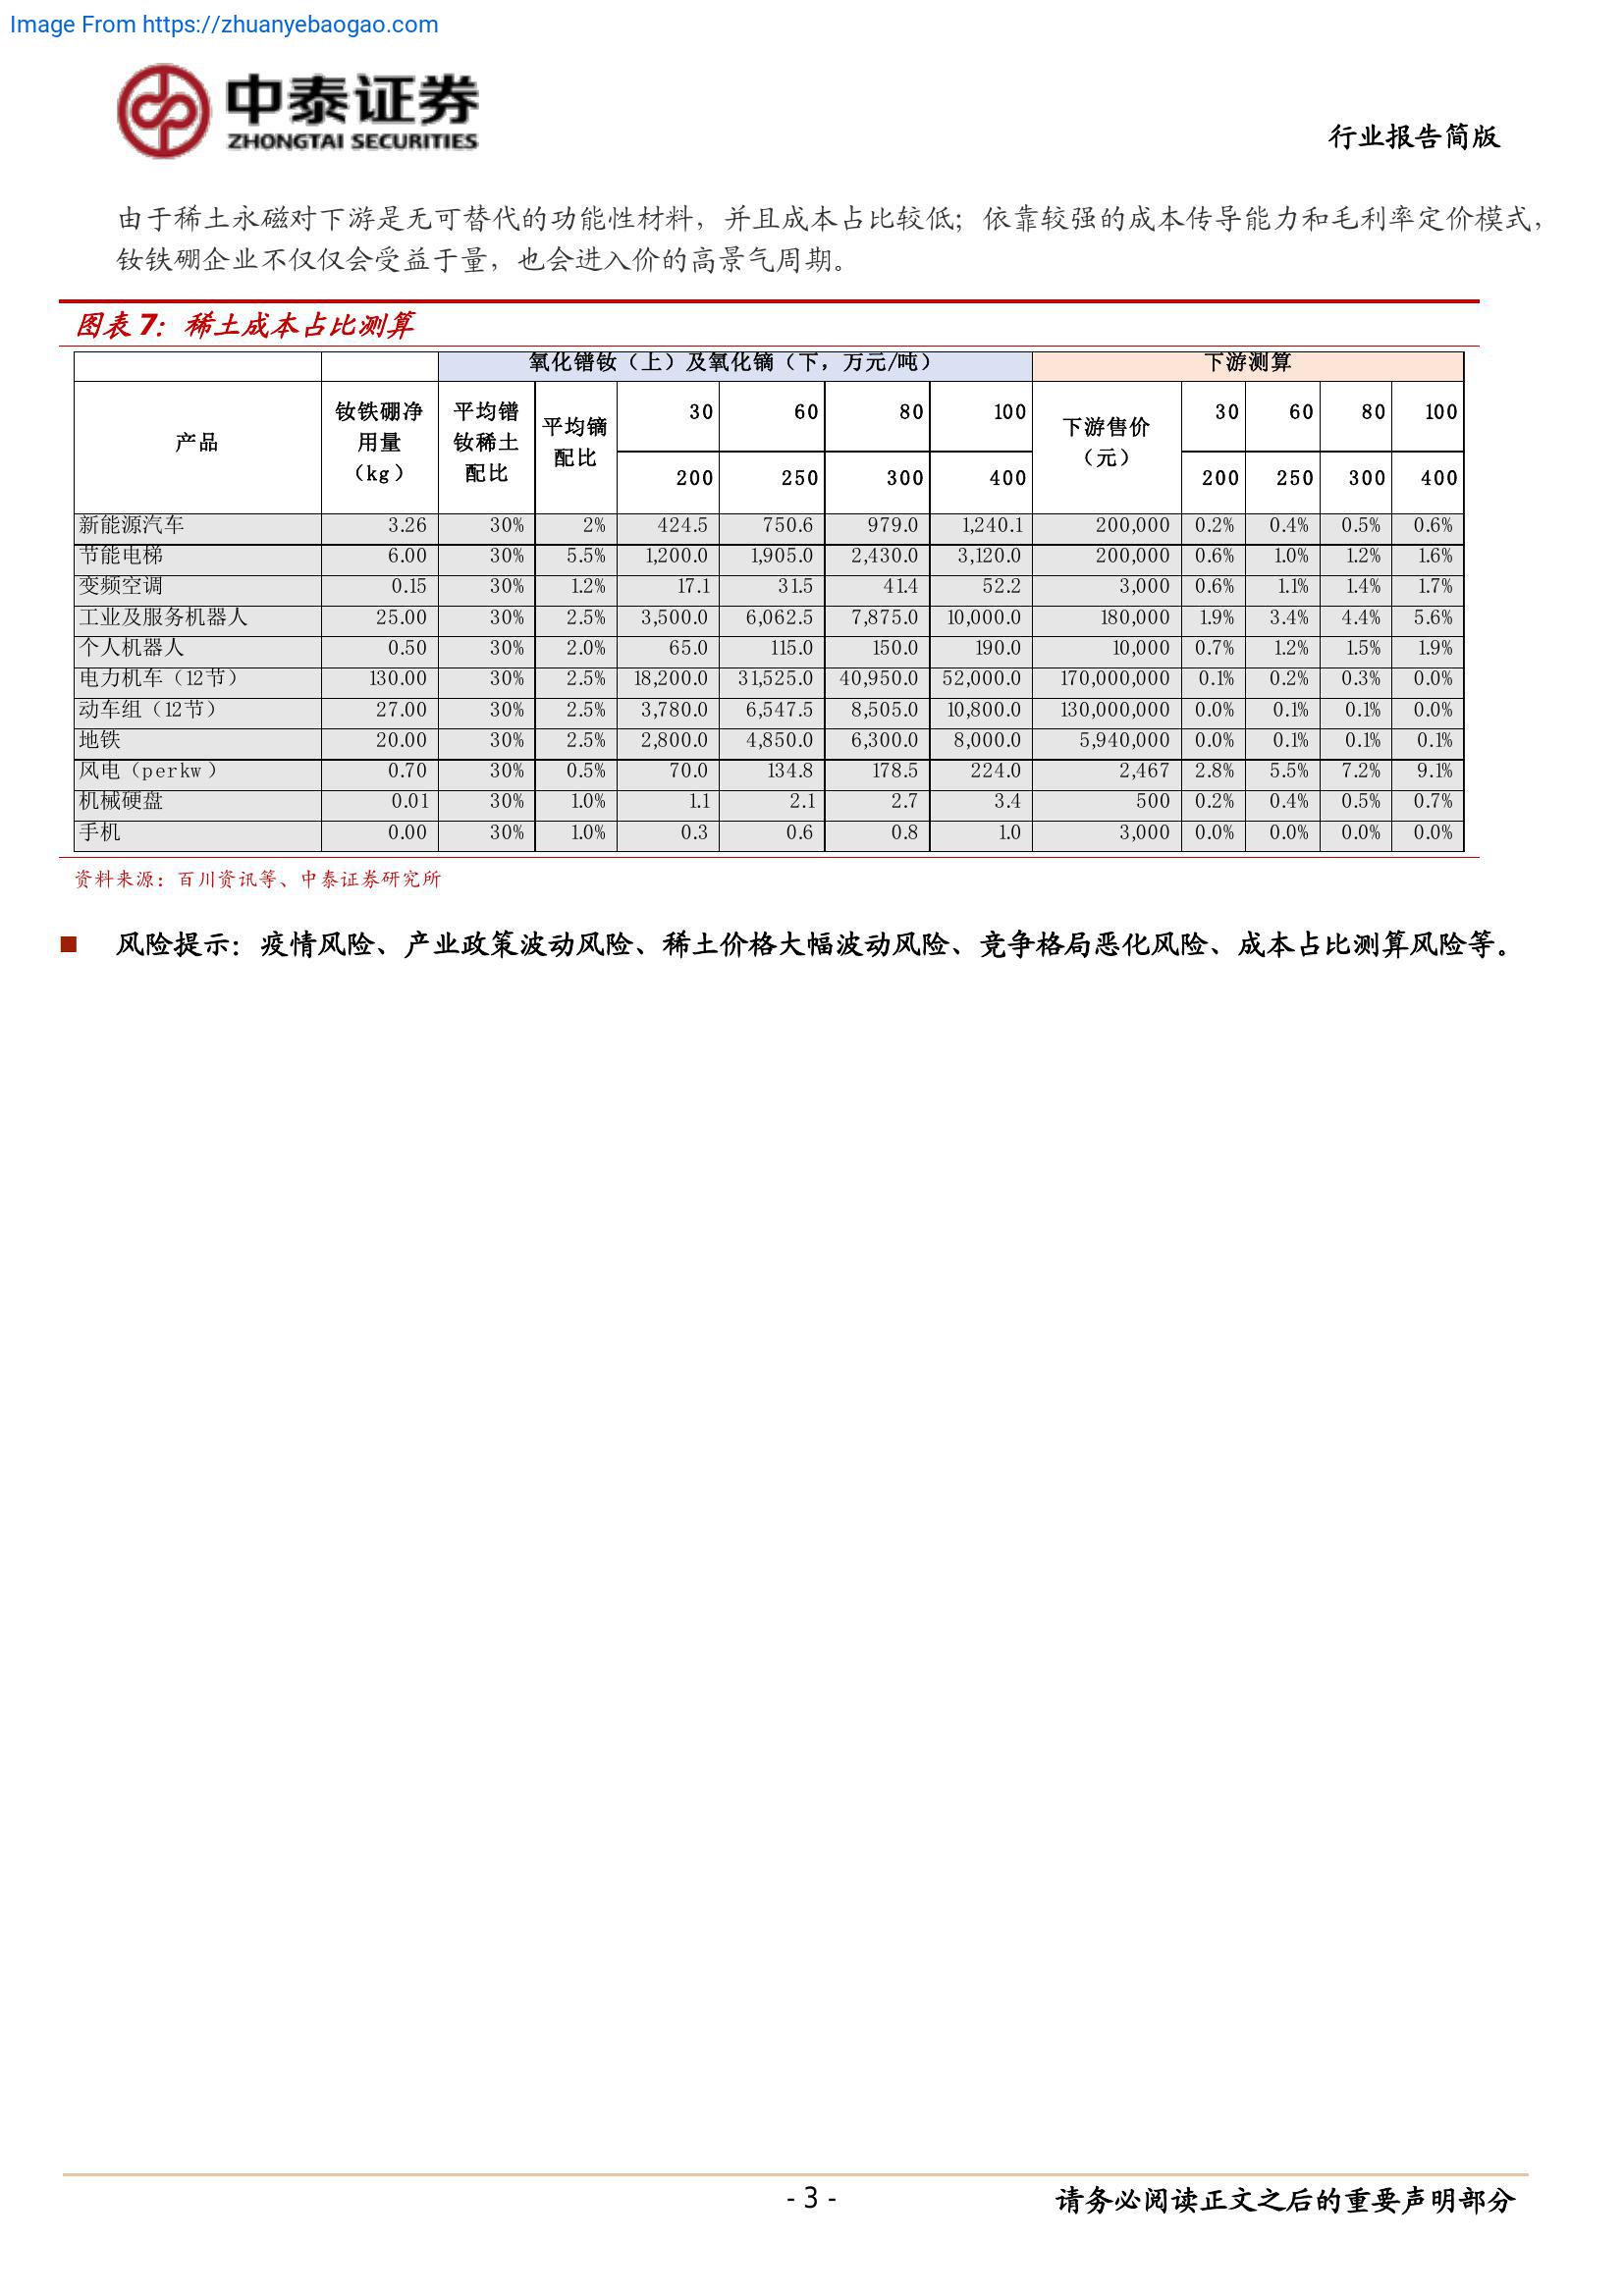 Image From https://zhuanyebaogao.com
中泰证券
ZHONGTAI SECURITIES
行业报告简版
由于稀土永磁对下游是无可替代的功能性材料，并且成本占比较低；依靠较强的成本传导能力和毛利率定价模式，
钕铁硼企业不仅仅会受益于量，也会进入价的高景气周期。
图表 7：稀土成本占比测算
氧化镨钕（上）及氧化镝（下，万元/吨） 下游测算
产品 钕铁硼净用量（kg） 平均镨钕稀土配比 平均镝配比 30 60 80 100 下游售价（元） 30 60 80 100
200 250 300 400 200 250 300 400
新能源汽车 3.26 30% 2% 424.5 750.6 979.0 1,240.1 200,000 0.2% 0.4% 0.5% 0.6%
节能电梯 6.00 30% 5.5% 1,200.0 1,905.0 2,430.0 3,120.0 200,000 0.6% 1.0% 1.2% 1.6%
变频空调 0.15 30% 1.2% 17.1 31.5 41.4 52.2 3,000 0.6% 1.1% 1.4% 1.7%
工业及服务机器人 25.00 30% 2.5% 3,500.0 6,062.5 7,875.0 10,000.0 180,000 1.9% 3.4% 4.4% 5.6%
个人机器人 0.50 30% 2.0% 65.0 115.0 150.0 190.0 10,000 0.7% 1.2% 1.5% 1.9%
电力机车（12节） 130.00 30% 2.5% 18,200.0 31,525.0 40,950.0 52,000.0 170,000,000 0.1% 0.2% 0.3% 0.0%
动车组（12节） 27.00 30% 2.5% 3,780.0 6,547.5 8,505.0 10,800.0 130,000,000 0.0% 0.1% 0.1% 0.0%
地铁 20.00 30% 2.5% 2,800.0 4,850.0 6,300.0 8,000.0 5,940,000 0.0% 0.1% 0.1% 0.1%
风电（perkw） 0.70 30% 0.5% 70.0 134.8 178.5 224.0 2,467 2.8% 5.5% 7.2% 9.1%
机械硬盘 0.01 30% 1.0% 1.1 2.1 2.7 3.4 500 0.2% 0.4% 0.5% 0.7%
手机 0.00 30% 1.0% 0.3 0.6 0.8 1.0 3,000 0.0% 0.0% 0.0% 0.0%
资料来源：百川资讯等、中泰证券研究所
■ 风险提示：疫情风险、产业政策波动风险、稀土价格大幅波动风险、竞争格局恶化风险、成本占比测算风险等。
- 3 -
请务必阅读正文之后的重要声明部分